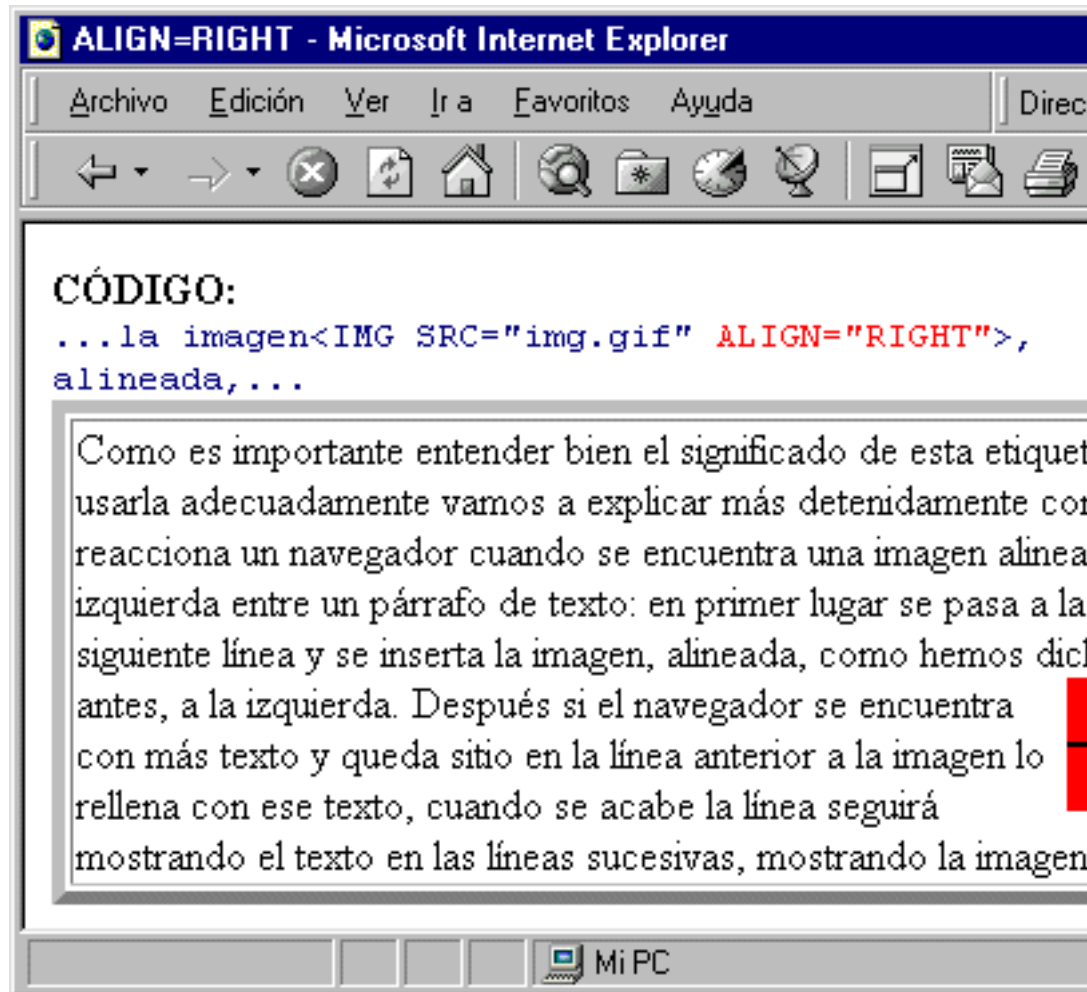 ALIGN=RIGHT - Microsoft Internet Explorer
Archivo Edición Ver Ir a Favoritos Ayuda Direc
CÓDIGO:
...la imagen<IMG SRC="img.gif" ALIGN="RIGHT">,
alineada,...
Como es importante entender bien el significado de esta etiquet
usarla adecuadamente vamos a explicar más detenidamente con
reacciona un navegador cuando se encuentra una imagen alinea
izquierda entre un párrafo de texto: en primer lugar se pasa a la
siguiente línea y se inserta la imagen, alineada, como hemos dich
antes, a la izquierda. Después si el navegador se encuentra
con más texto y queda sitio en la línea anterior a la imagen lo
rellena con ese texto, cuando se acabe la línea seguirá
mostrando el texto en las líneas sucesivas, mostrando la imagen
Mi PC